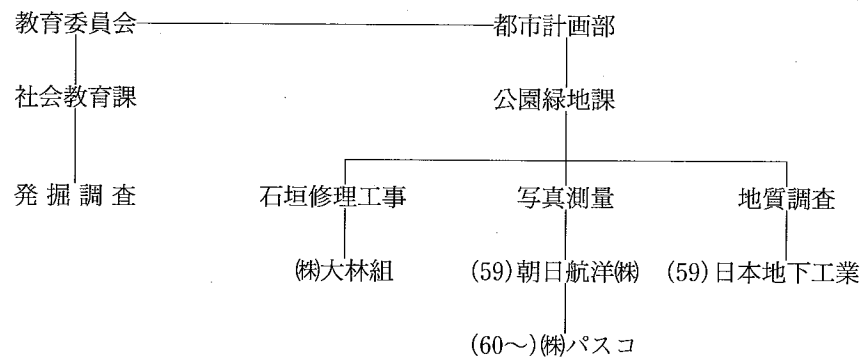 教育委員会 都市計画部
社会教育課 公園緑地課
発掘調査 石垣修理工事 写真測量 地質調査
㈱大林組 (59)朝日航洋㈱ (59)日本地下工業
(60〜)㈱パスコ